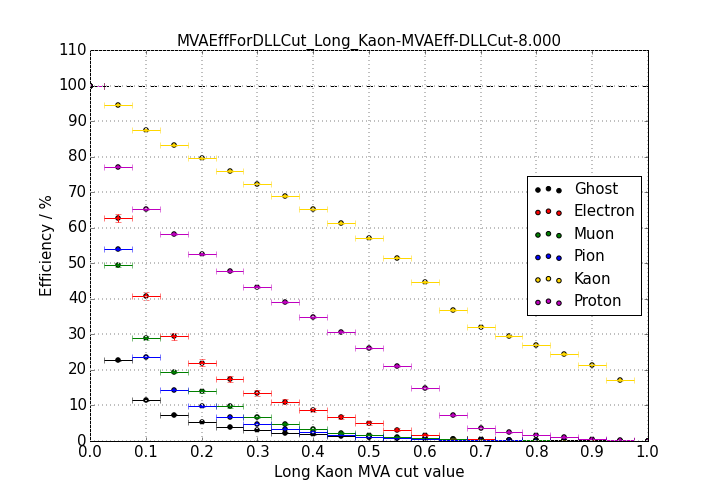 MVAEffForDLLCut_Long_Kaon-MVAEff-DLLCut-8.000
110
100
90
80
70
60
50
40
30
20
10
0
Efficiency / %
Ghost
Electron
Muon
Pion
Kaon
Proton
0.0 0.1 0.2 0.3 0.4 0.5 0.6 0.7 0.8 0.9 1.0
Long Kaon MVA cut value